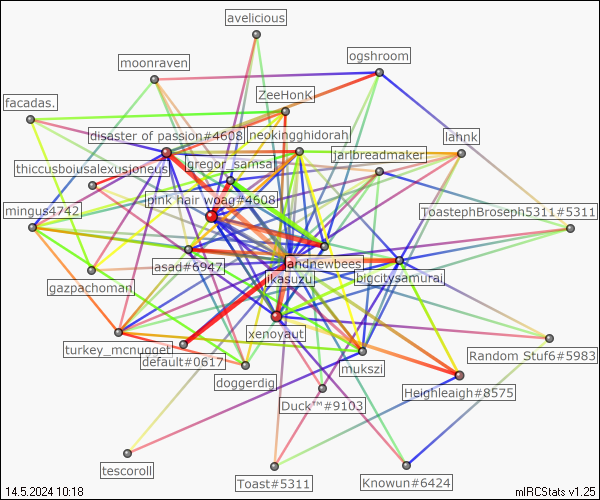 avelicious
ogshroom
moonraven
ZeeHonk
facadas.
disaster of passion#4608
neokingghidorah
lahnk
gregor_samsa
jarlbreadmaker
thiccusboiusalexusjoneus
pink hair woag#4608
mingus4742
ToastephBroseph5311#5311
asad#6947
andnewbees
ikasuzu
bigcitysamurai
gazpachoman
xenoyaut
turkey_mcnugget
default#0617
mukszi
Random Stuf6#5983
doggerdig
Heighleaigh#8575
Duck™#9103
tescoroll
Toast#5311
Knowun#6424
14.5.2024 10:18
mIRCStats v1.25